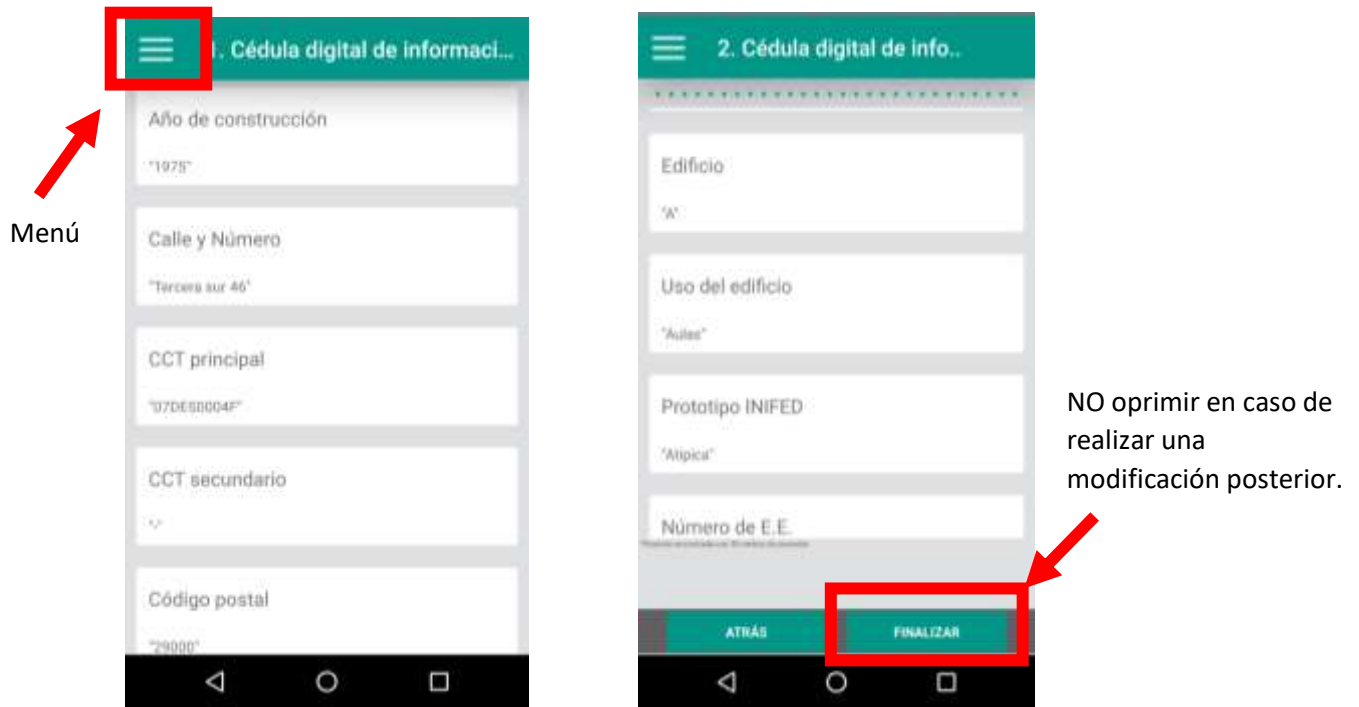 1. Cédula digital de informaci...
Año de construcción
"1975"
Calle y Número
"Tercera sur 46"
CCT principal
CCT secundario
Código postal
"29000"
Menú
2. Cédula digital de info..
Edificio
"A"
Uso del edificio
"Aulas"
Prototipo INIFED
"Atipica"
Número de E.E.
ATRÁS
FINALIZAR
NO oprimir en caso de
realizar una
modificación posterior.